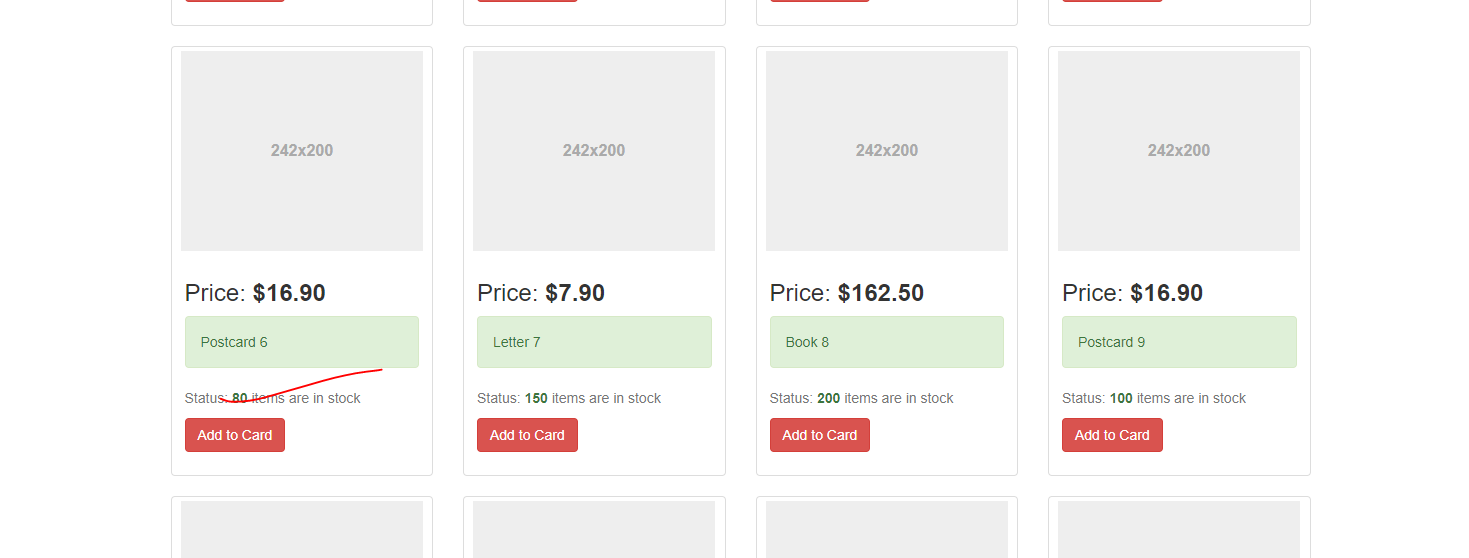 242x200
242x200
242x200
242x200
Price: $16.90
Price: $7.90
Price: $162.50
Price: $16.90
Postcard 6
Letter 7
Book 8
Postcard 9
Status: 80 items are in stock
Status: 150 items are in stock
Status: 200 items are in stock
Status: 100 items are in stock
Add to Card
Add to Card
Add to Card
Add to Card